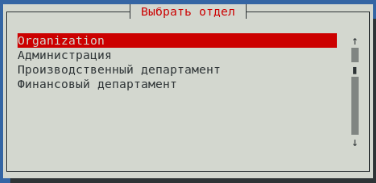 Выбрать отдел
Organization
Администрация
Производственный департамент
Финансовый департамент